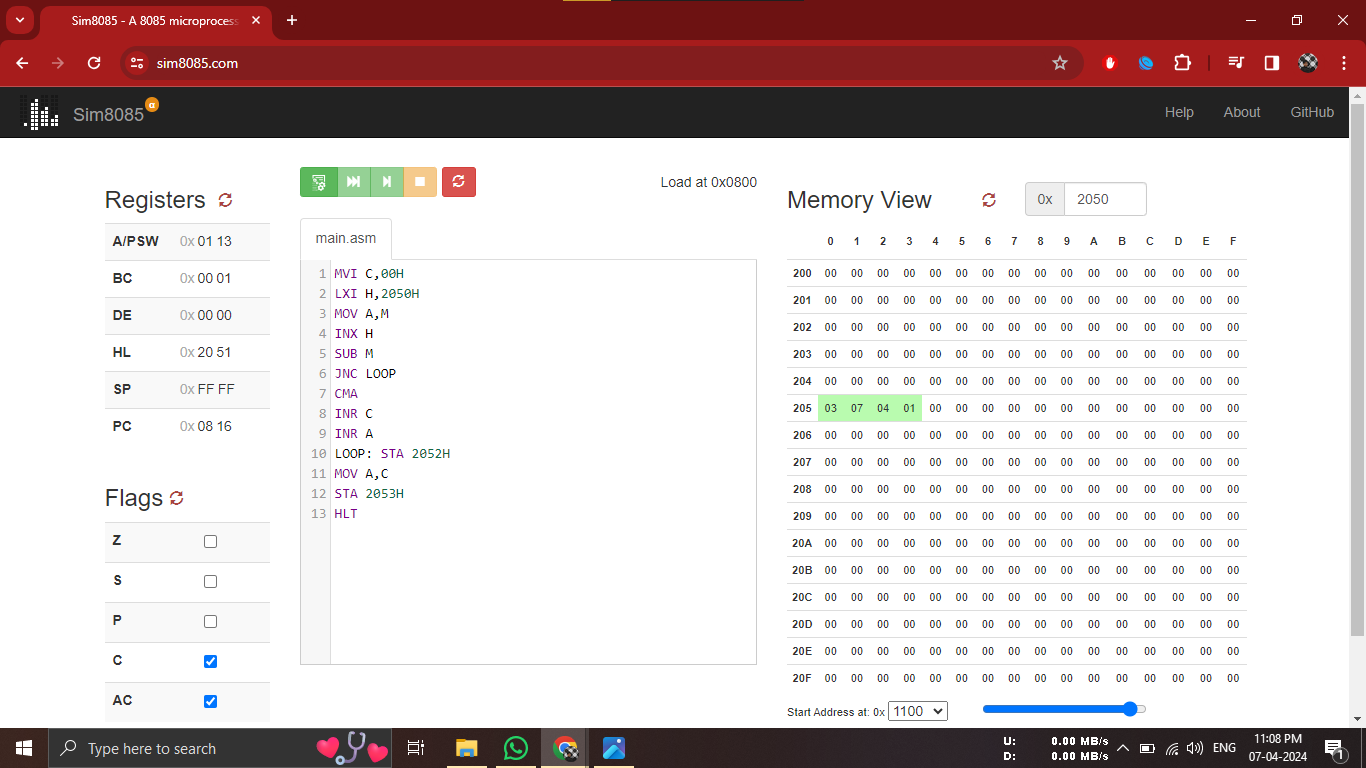 Sim8085 - A 8085 microprocess
sim8085.com
Sim8085 α
Help About GitHub
Registers
A/PSW 0x 01 13
BC 0x 00 01
DE 0x 00 00
HL 0x 20 51
SP 0x FF FF
PC 0x 08 16
Flags
Z
S
P
C
AC
Load at 0x0800
main.asm
1 MVI C,00H
2 LXI H,2050H
3 MOV A,M
4 INX H
5 SUB M
6 JNC LOOP
7 CMA
8 INR C
9 INR A
10 LOOP: STA 2052H
11 MOV A,C
12 STA 2053H
13 HLT
Memory View 0x 2050
0 1 2 3 4 5 6 7 8 9 A B C D E F
200 00 00 00 00 00 00 00 00 00 00 00 00 00 00 00 00
201 00 00 00 00 00 00 00 00 00 00 00 00 00 00 00 00
202 00 00 00 00 00 00 00 00 00 00 00 00 00 00 00 00
203 00 00 00 00 00 00 00 00 00 00 00 00 00 00 00 00
204 00 00 00 00 00 00 00 00 00 00 00 00 00 00 00 00
205 03 07 04 01 00 00 00 00 00 00 00 00 00 00 00 00
206 00 00 00 00 00 00 00 00 00 00 00 00 00 00 00 00
207 00 00 00 00 00 00 00 00 00 00 00 00 00 00 00 00
208 00 00 00 00 00 00 00 00 00 00 00 00 00 00 00 00
209 00 00 00 00 00 00 00 00 00 00 00 00 00 00 00 00
20A 00 00 00 00 00 00 00 00 00 00 00 00 00 00 00 00
20B 00 00 00 00 00 00 00 00 00 00 00 00 00 00 00 00
20C 00 00 00 00 00 00 00 00 00 00 00 00 00 00 00 00
20D 00 00 00 00 00 00 00 00 00 00 00 00 00 00 00 00
20E 00 00 00 00 00 00 00 00 00 00 00 00 00 00 00 00
20F 00 00 00 00 00 00 00 00 00 00 00 00 00 00 00 00
Start Address at: 0x 1100
Type here to search
U: 0.00 MB/s
D: 0.00 MB/s
ENG
11:08 PM
07-04-2024
1